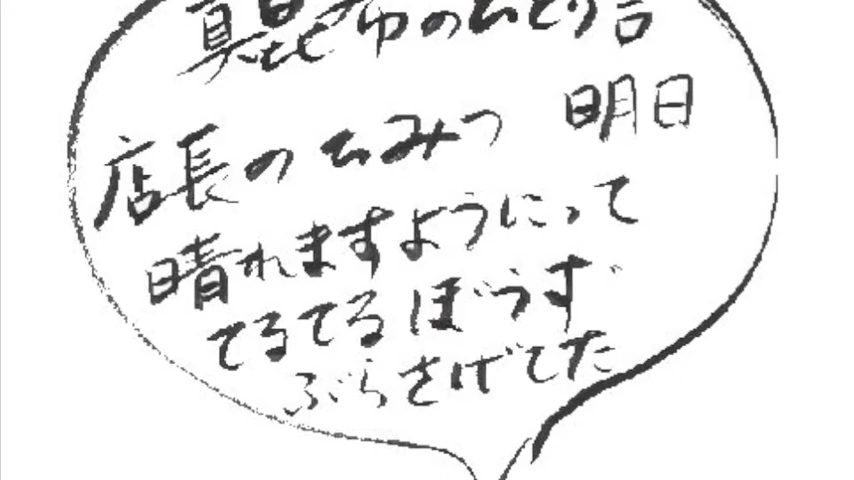 真昆布のひとり言
店長のひみつ 明日
晴れますようにって
てるてるぼうず
ぶらさげてた